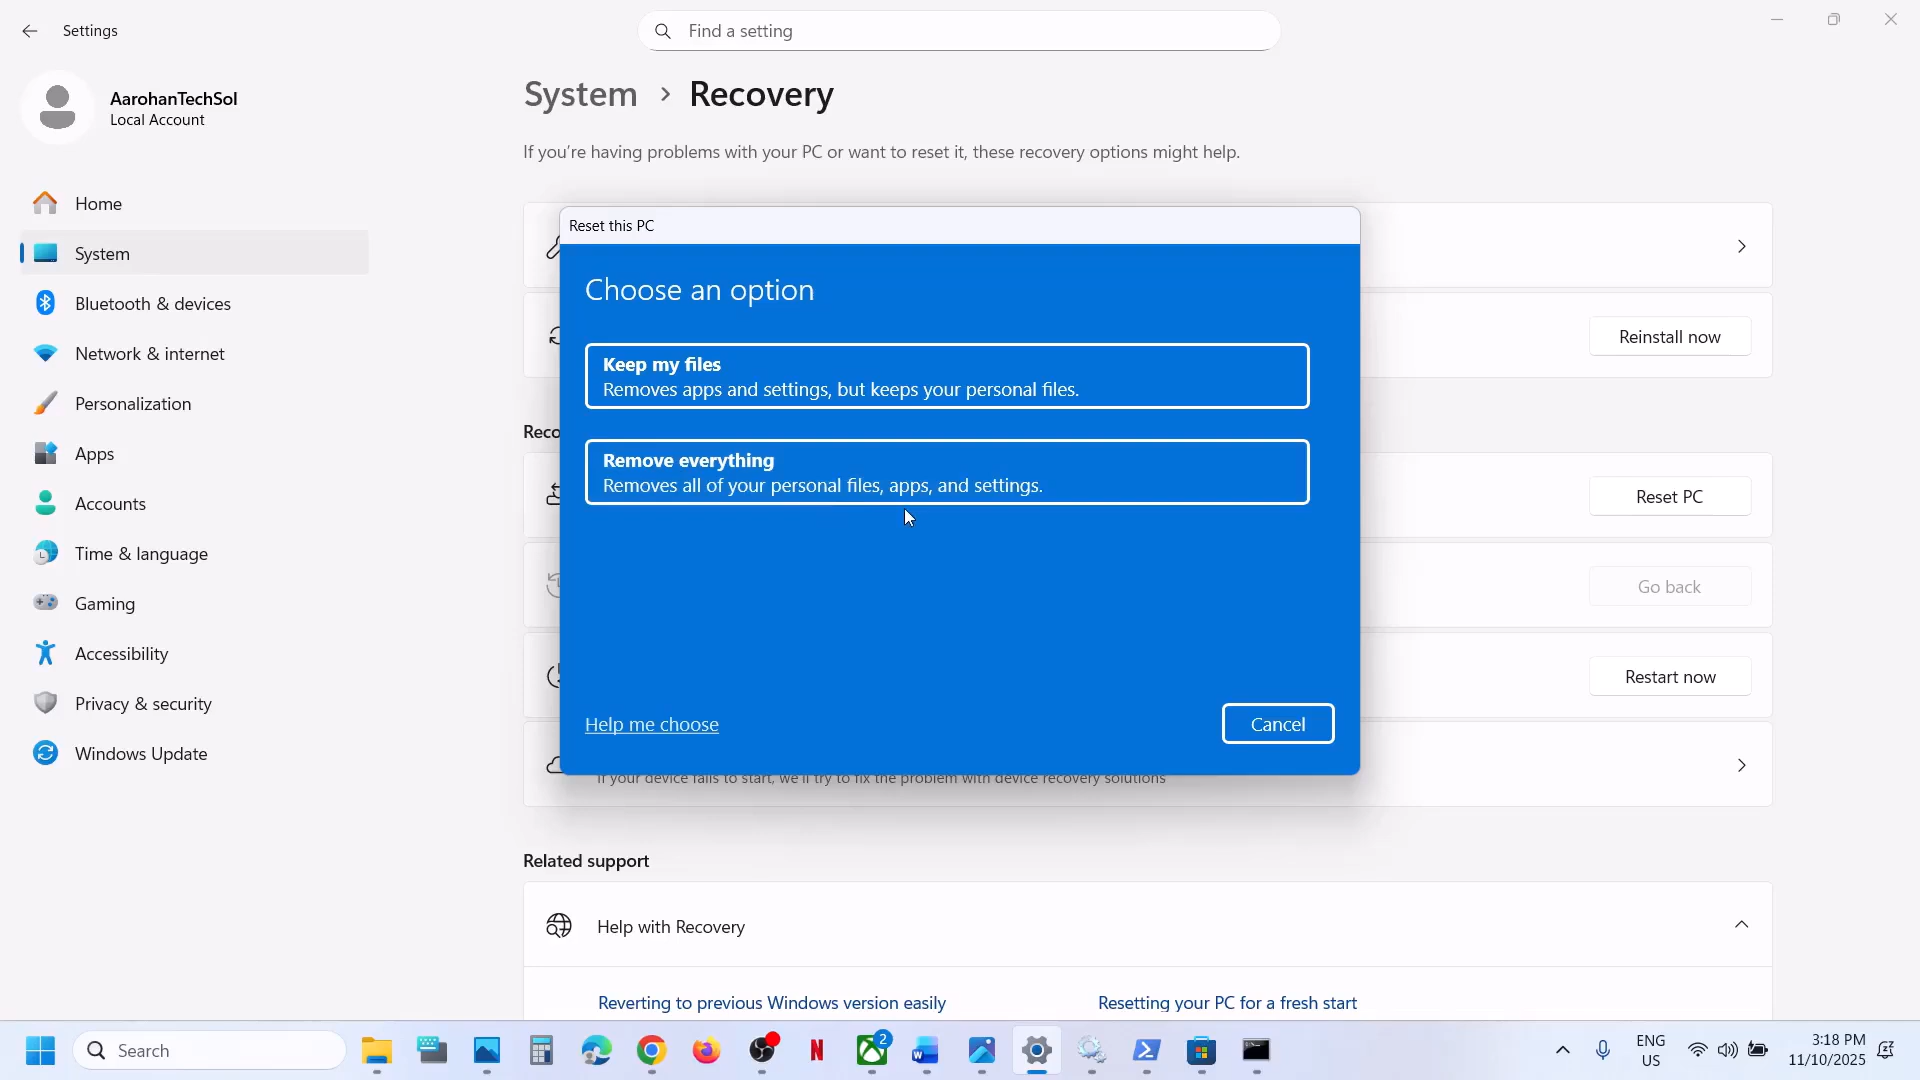 Settings
Find a setting
AarohanTechSol
Local Account
System > Recovery
If you're having problems with your PC or want to reset it, these recovery options might help.
Home
System
Bluetooth & devices
Network & internet
Personalization
Apps
Accounts
Time & language
Gaming
Accessibility
Privacy & security
Windows Update
Reset this PC
Choose an option
Keep my files
Removes apps and settings, but keeps your personal files.
Remove everything
Removes all of your personal files, apps, and settings.
Help me choose
Cancel
Reinstall now
Reco
Reset PC
Go back
Restart now
If your device fails to start, we'll try to fix the problem with device recovery solutions
Related support
Help with Recovery
Reverting to previous Windows version easily
Resetting your PC for a fresh start
Search
2
ENG
US
3:18 PM
11/10/2025